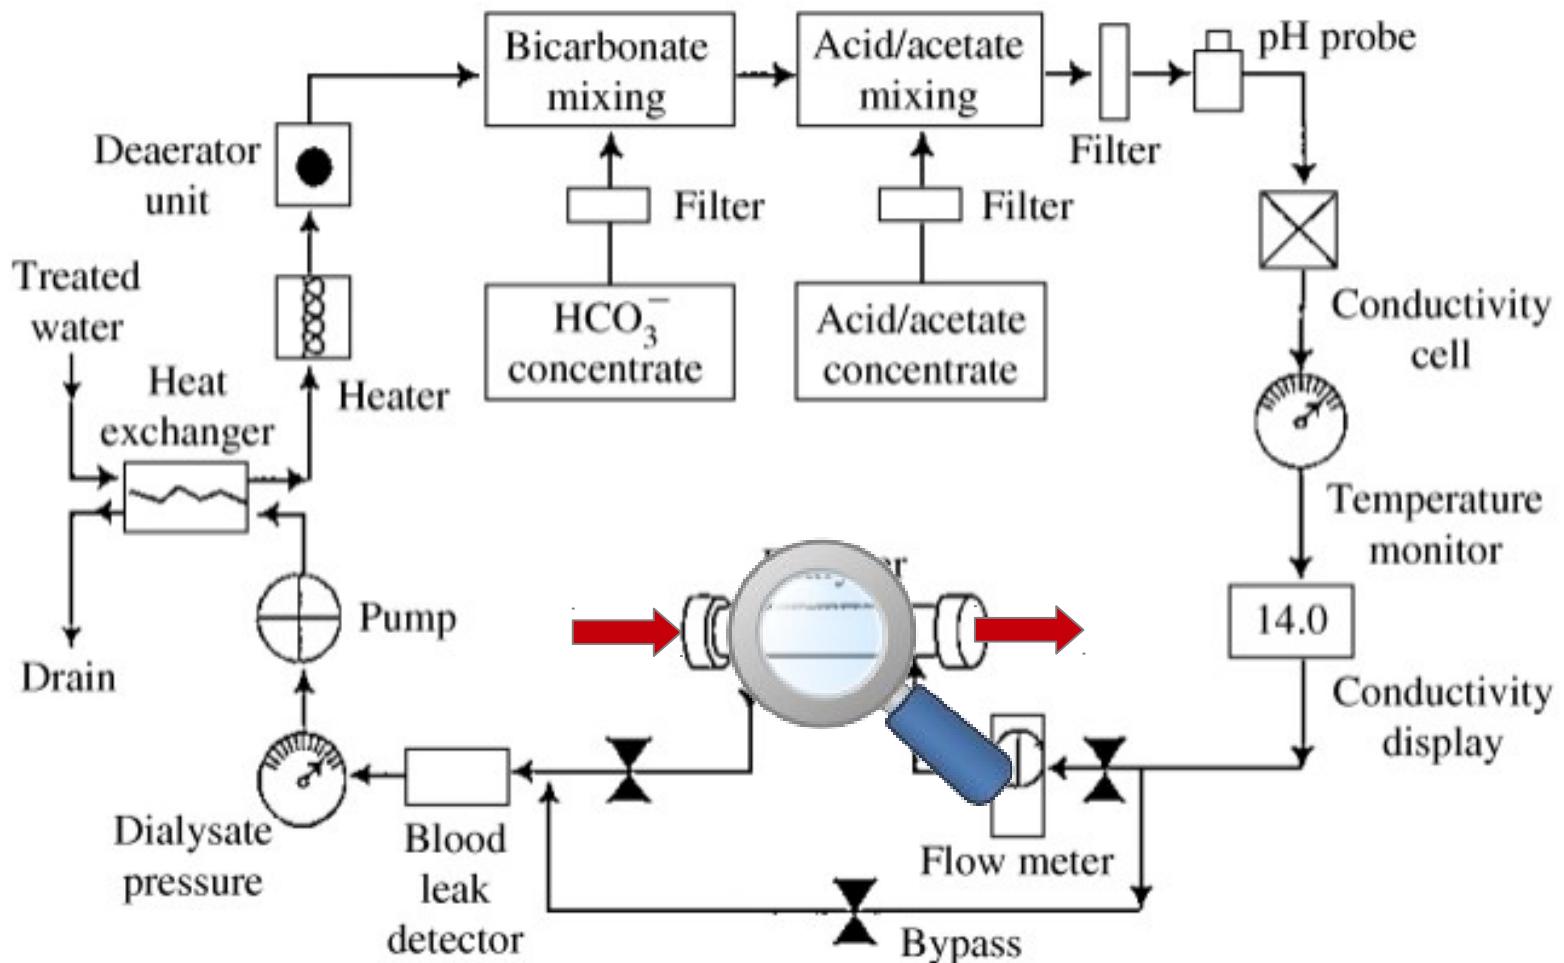 Bicarbonate
mixing
Acid/acetate
mixing
pH probe
Filter
Deaerator
unit
Filter
Filter
Treated
water
HCO₃⁻
concentrate
Acid/acetate
concentrate
Conductivity
cell
Heat
exchanger
Heater
Temperature
monitor
Pump
14.0
Drain
Conductivity
display
Dialysate
pressure
Blood
leak
detector
Flow meter
Bypass